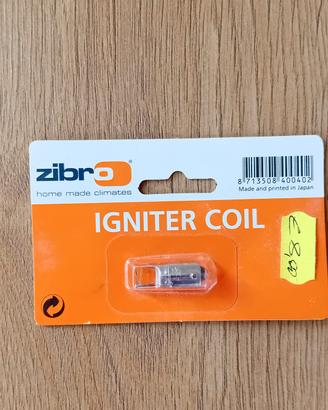 zibro
home made climates
8 713508 400402
Made and printed in Japan
IGNITER COIL